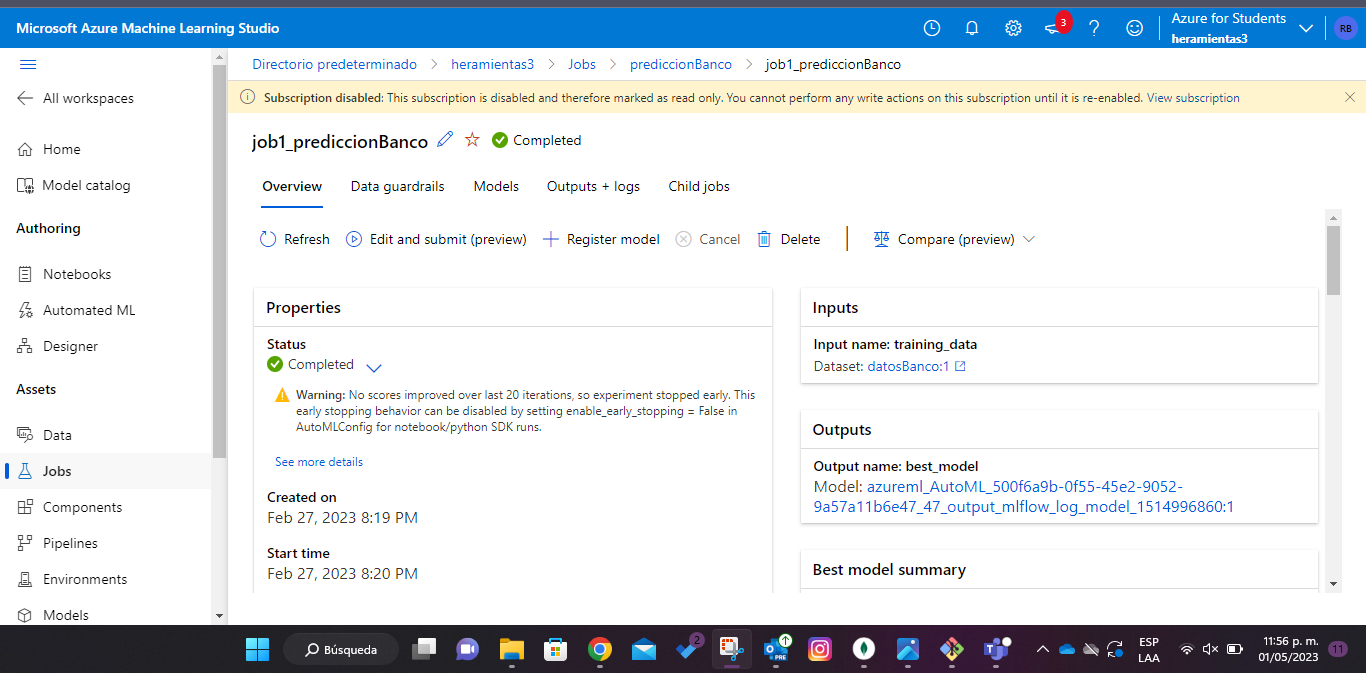 Microsoft Azure Machine Learning Studio
3
Azure for Students
heramientas3
RB
All workspaces
Home
Model catalog
Authoring
Notebooks
Automated ML
Designer
Assets
Data
Jobs
Components
Pipelines
Environments
Models
Directorio predeterminado > heramientas3 > Jobs > prediccionBanco > job1_prediccionBanco
Subscription disabled: This subscription is disabled and therefore marked as read only. You cannot perform any write actions on this subscription until it is re-enabled. View subscription
job1_prediccionBanco Completed
Overview Data guardrails Models Outputs + logs Child jobs
Refresh Edit and submit (preview) Register model Cancel Delete Compare (preview)
Properties
Status
Completed
Warning: No scores improved over last 20 iterations, so experiment stopped early. This
early stopping behavior can be disabled by setting enable_early_stopping = False in
AutoMLConfig for notebook/python SDK runs.
See more details
Created on
Feb 27, 2023 8:19 PM
Start time
Feb 27, 2023 8:20 PM
Inputs
Input name: training_data
Dataset: datosBanco:1
Outputs
Output name: best_model
Model: azureml_AutoML_500f6a9b-0f55-45e2-9052-
9a57a11b6e47_47_output_mlflow_log_model_1514996860:1
Best model summary
Búsqueda
2
PRE
ESP
LAA
11:56 p. m.
01/05/2023
11